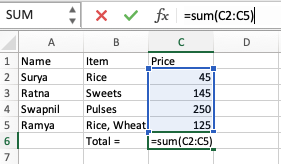 SUM × ✓ fx =sum(C2:C5)
A B C
1 Name Item Price
2 Surya Rice 45
3 Ratna Sweets 145
4 Swapnil Pulses 250
5 Ramya Rice, Wheat 125
6 Total = =sum(C2:C5)
7